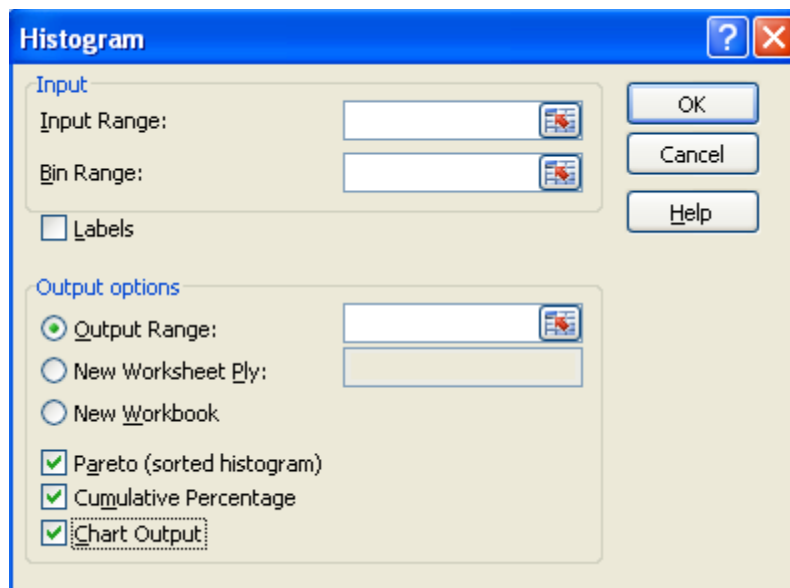 Histogram
Input
Input Range:
Bin Range:
Labels
OK
Cancel
Help
Output options
Output Range:
New Worksheet Ply:
New Workbook
Pareto (sorted histogram)
Cumulative Percentage
Chart Output